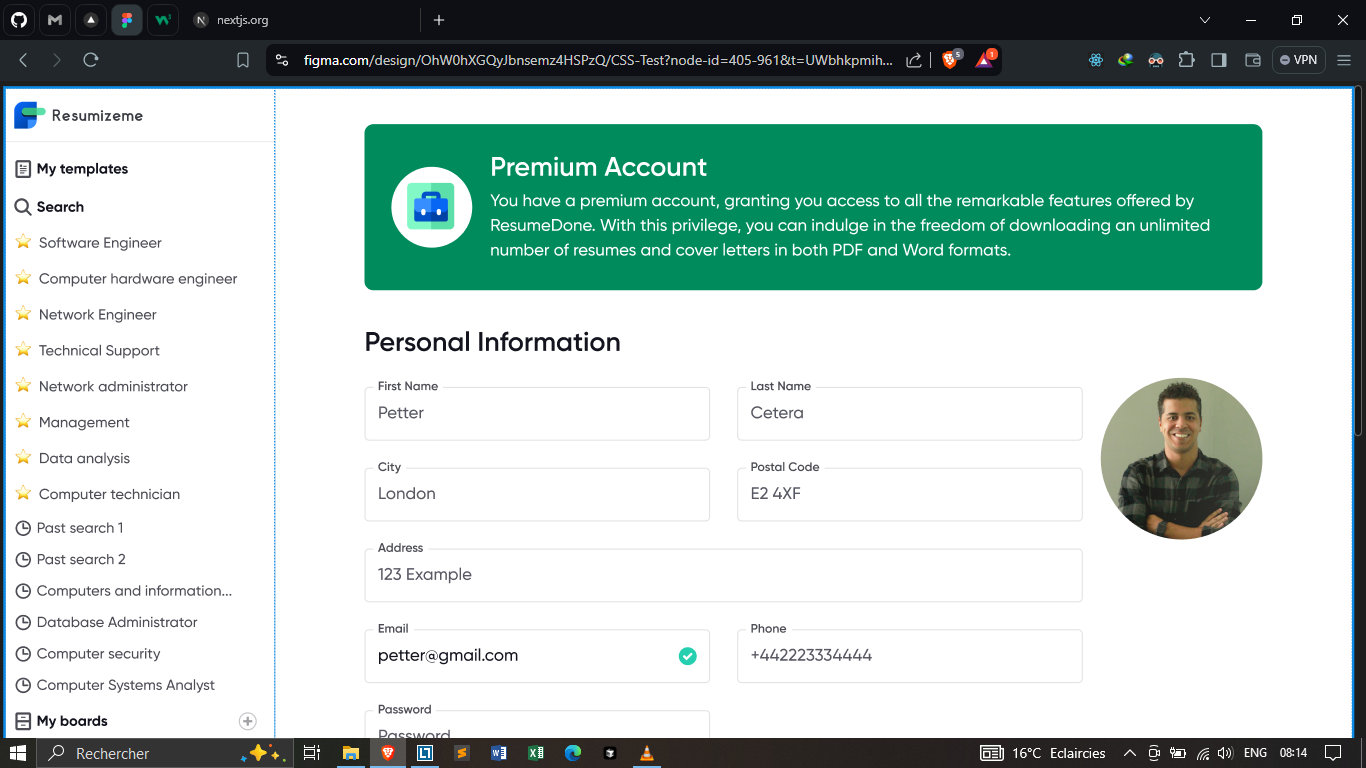 nextjs.org
figma.com/design/OhW0hXGQyJbnsemz4HSPzQ/CSS-Test?node-id=405-961&t=UWbhkpmih...
5
1
VPN
Resumizeme
My templates
Search
Software Engineer
Computer hardware engineer
Network Engineer
Technical Support
Network administrator
Management
Data analysis
Computer technician
Past search 1
Past search 2
Computers and information...
Database Administrator
Computer security
Computer Systems Analyst
My boards
Premium Account
You have a premium account, granting you access to all the remarkable features offered by
ResumeDone. With this privilege, you can indulge in the freedom of downloading an unlimited
number of resumes and cover letters in both PDF and Word formats.
Personal Information
First Name
Petter
Last Name
Cetera
City
London
Postal Code
E2 4XF
Address
123 Example
Email
petter@gmail.com
Phone
+442223334444
Password
Password
Rechercher
16°C Eclaircies
ENG
08:14